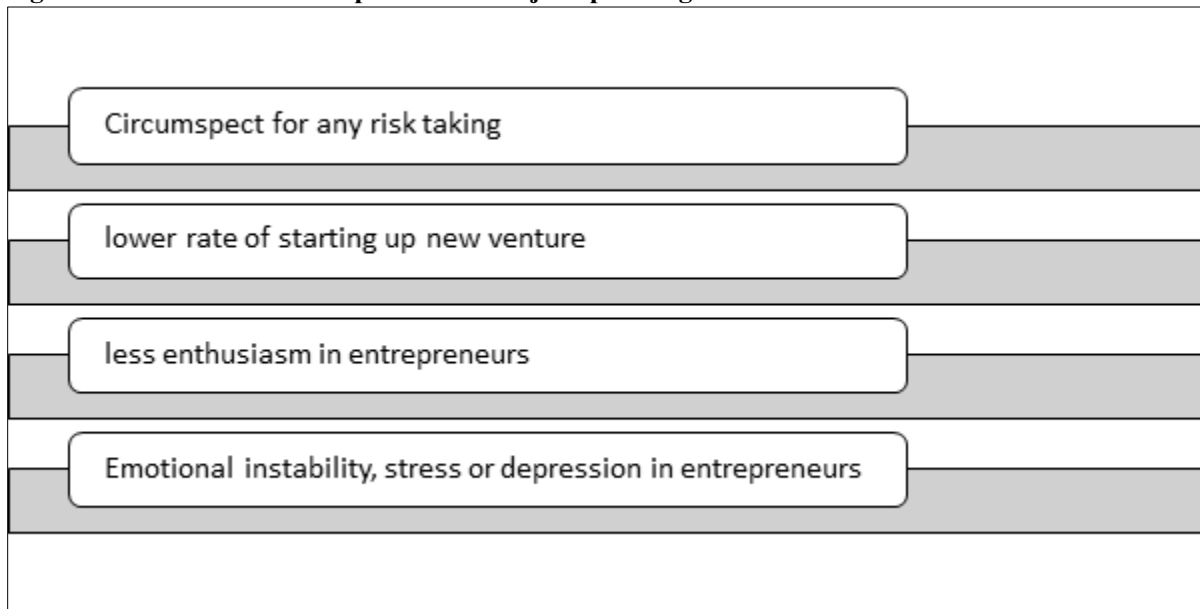 Circumspect for any risk taking
lower rate of starting up new venture
less enthusiasm in entrepreneurs
Emotional instability, stress or depression in entrepreneurs